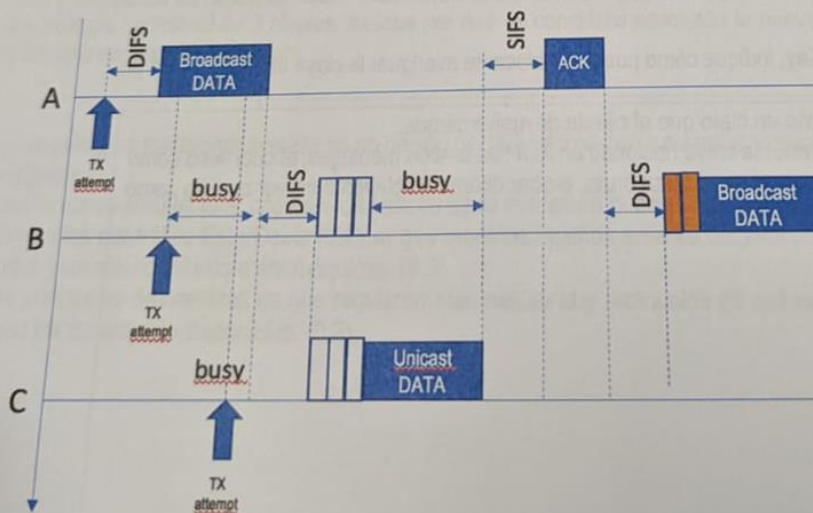 DIFS
Broadcast
DATA
SIFS
ACK
A
TX
attempt
busy
DIFS
busy
DIFS
Broadcast
DATA
B
TX
attempt
busy
Unicast
DATA
C
TX
attempt